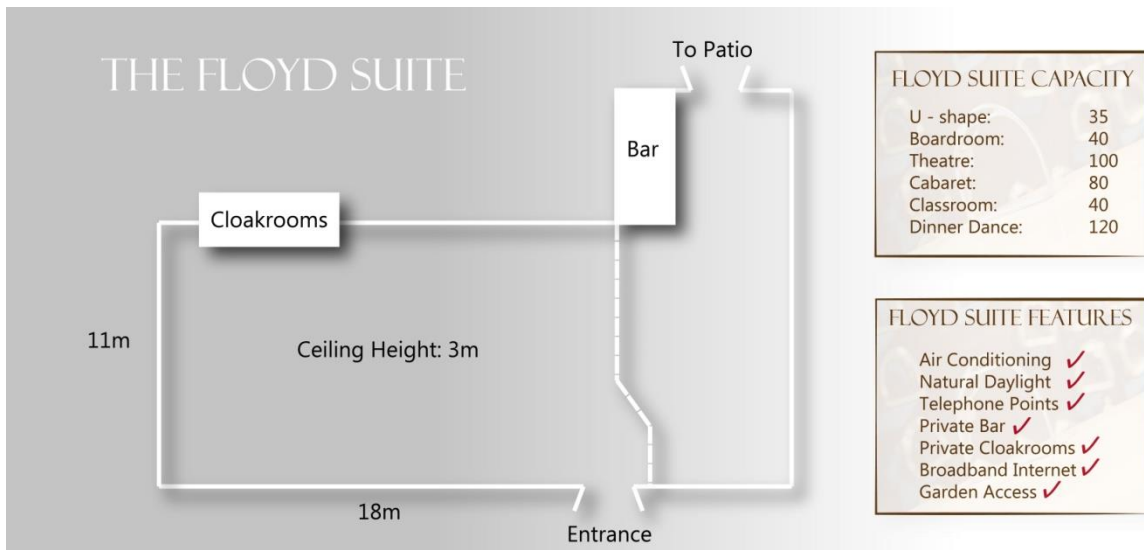 THE FLOYD SUITE
To Patio
Bar
Cloakrooms
11m
Ceiling Height: 3m
18m
Entrance
FLOYD SUITE CAPACITY
U - shape: 35
Boardroom: 40
Theatre: 100
Cabaret: 80
Classroom: 40
Dinner Dance: 120
FLOYD SUITE FEATURES
Air Conditioning ✓
Natural Daylight ✓
Telephone Points ✓
Private Bar ✓
Private Cloakrooms ✓
Broadband Internet ✓
Garden Access ✓